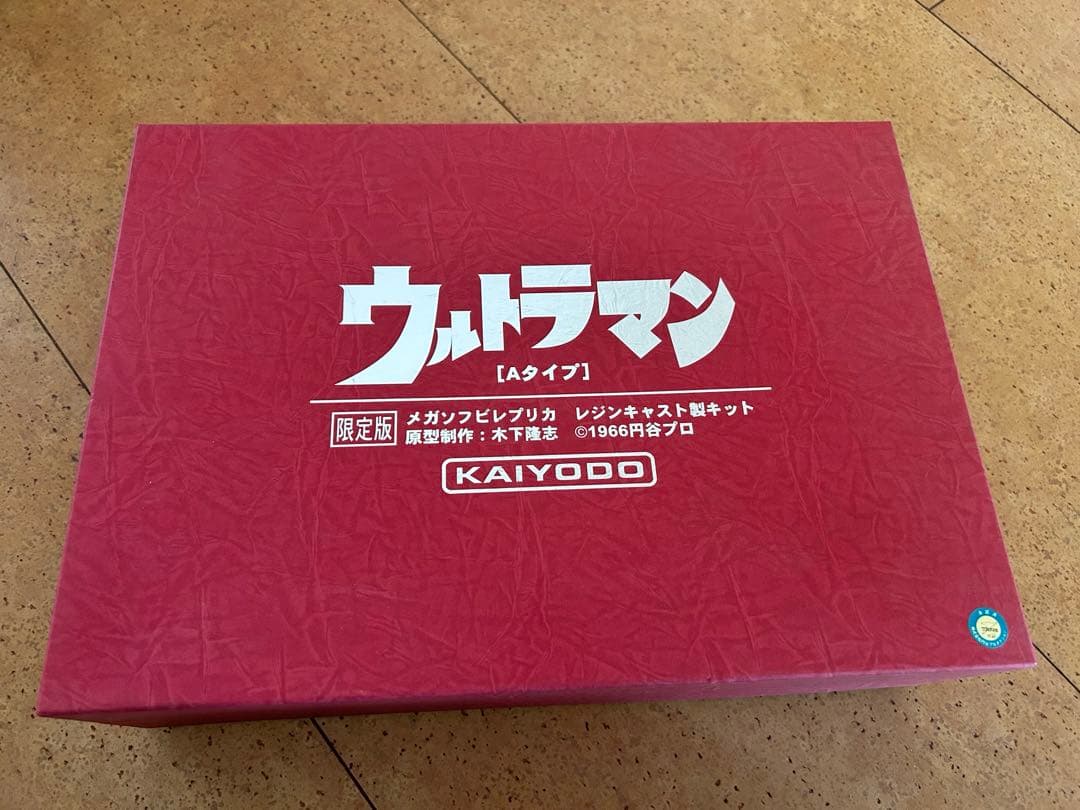 ウルトラマン
[Aタイプ]
限定版
メガソフビレプリカ レジンキャスト製キット
原型制作:木下隆志 ©1966円谷プロ
KAIYODO